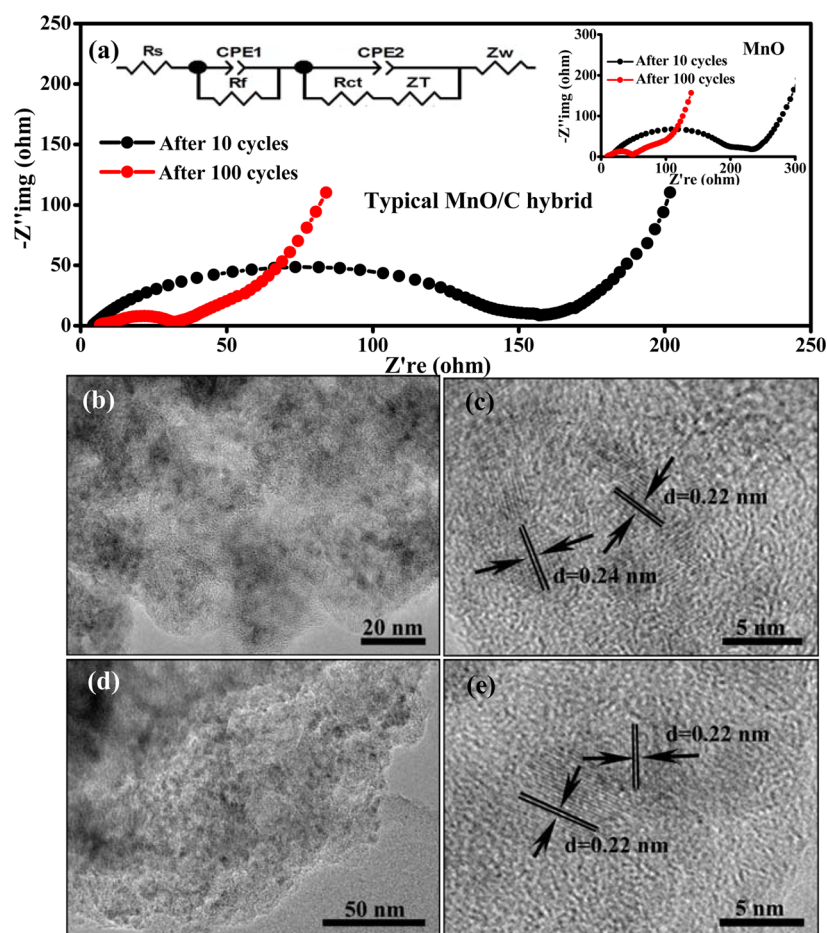 (a)
Rs
CPE1
Rf
CPE2
Rct
ZT
Zw
After 10 cycles
After 100 cycles
Typical MnO/C hybrid
-Z''img (ohm)
250
200
150
100
50
0
0
50
100
150
200
250
Z're (ohm)
MnO
After 10 cycles
After 100 cycles
-Z''img (ohm)
300
200
100
0
0
100
200
300
Z're (ohm)
(b)
20 nm
(c)
d=0.22 nm
d=0.24 nm
5 nm
(d)
50 nm
(e)
d=0.22 nm
d=0.22 nm
5 nm